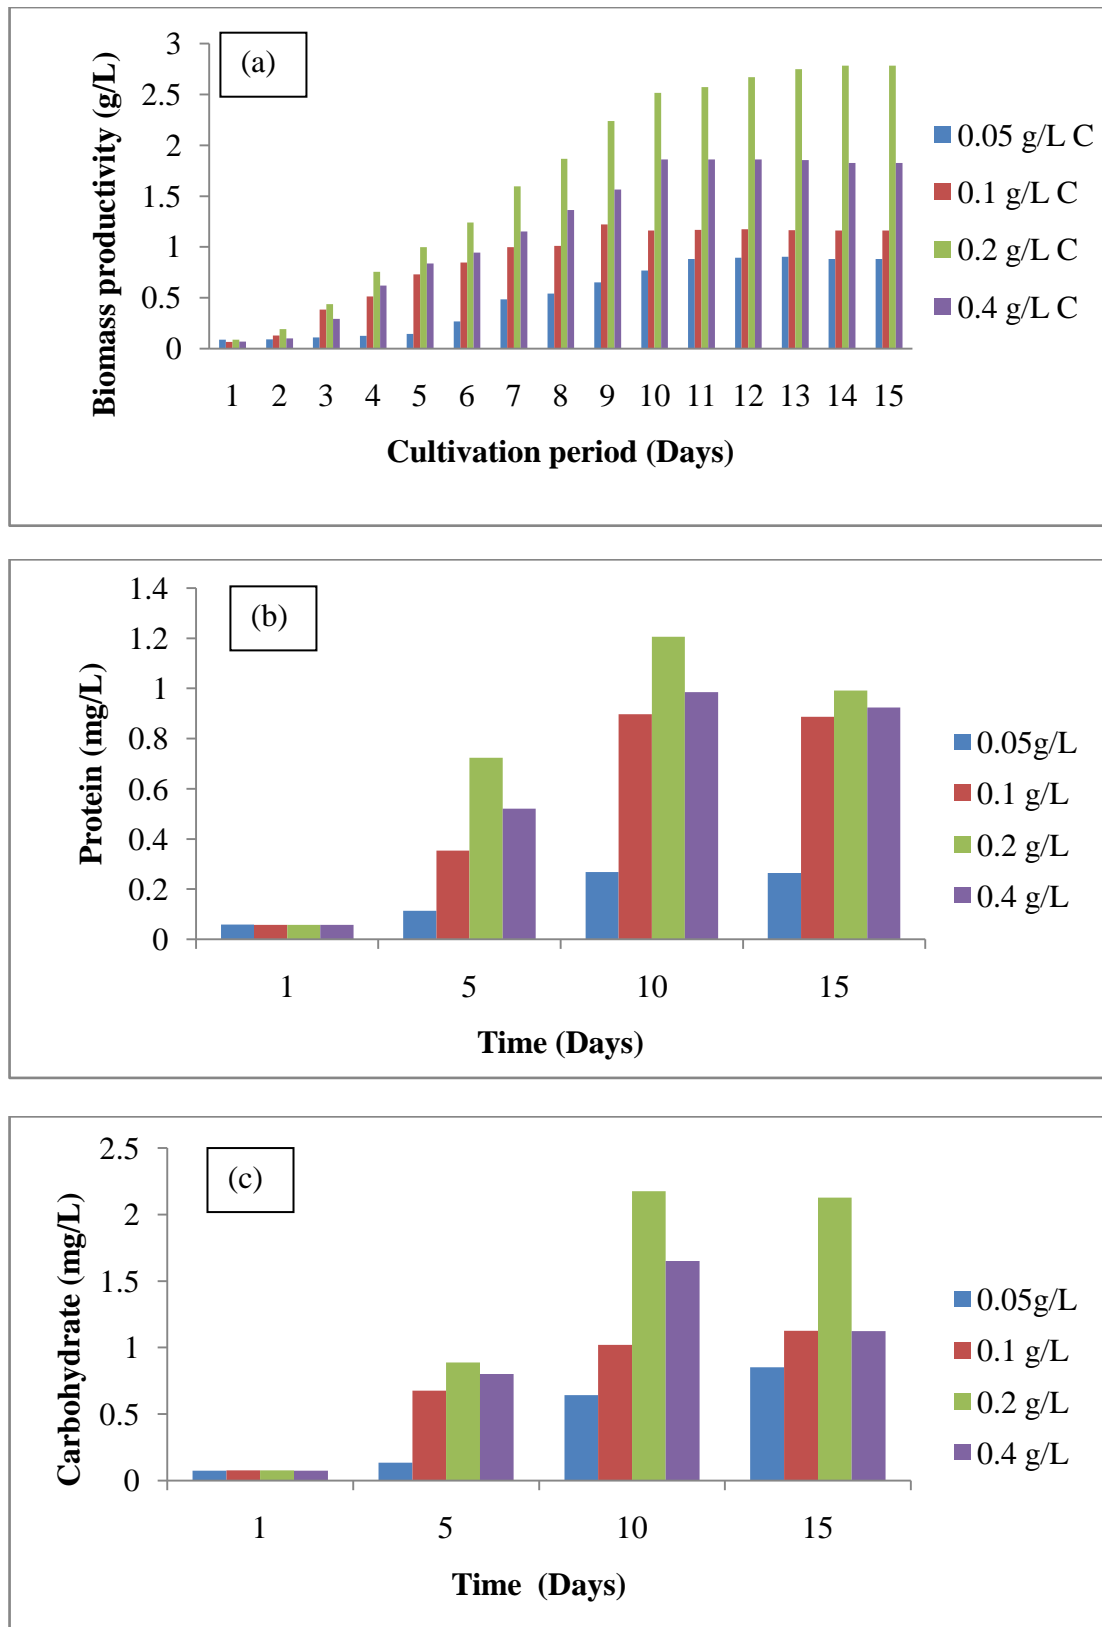 (a)
Biomass productivity (g/L)
3
2.5
2
1.5
1
0.5
0
1 2 3 4 5 6 7 8 9 10 11 12 13 14 15
Cultivation period (Days)
0.05 g/L C
0.1 g/L C
0.2 g/L C
0.4 g/L C
(b)
Protein (mg/L)
1.4
1.2
1
0.8
0.6
0.4
0.2
0
1 5 10 15
Time (Days)
0.05g/L
0.1 g/L
0.2 g/L
0.4 g/L
(c)
Carbohydrate (mg/L)
2.5
2
1.5
1
0.5
0
1 5 10 15
Time (Days)
0.05g/L
0.1 g/L
0.2 g/L
0.4 g/L